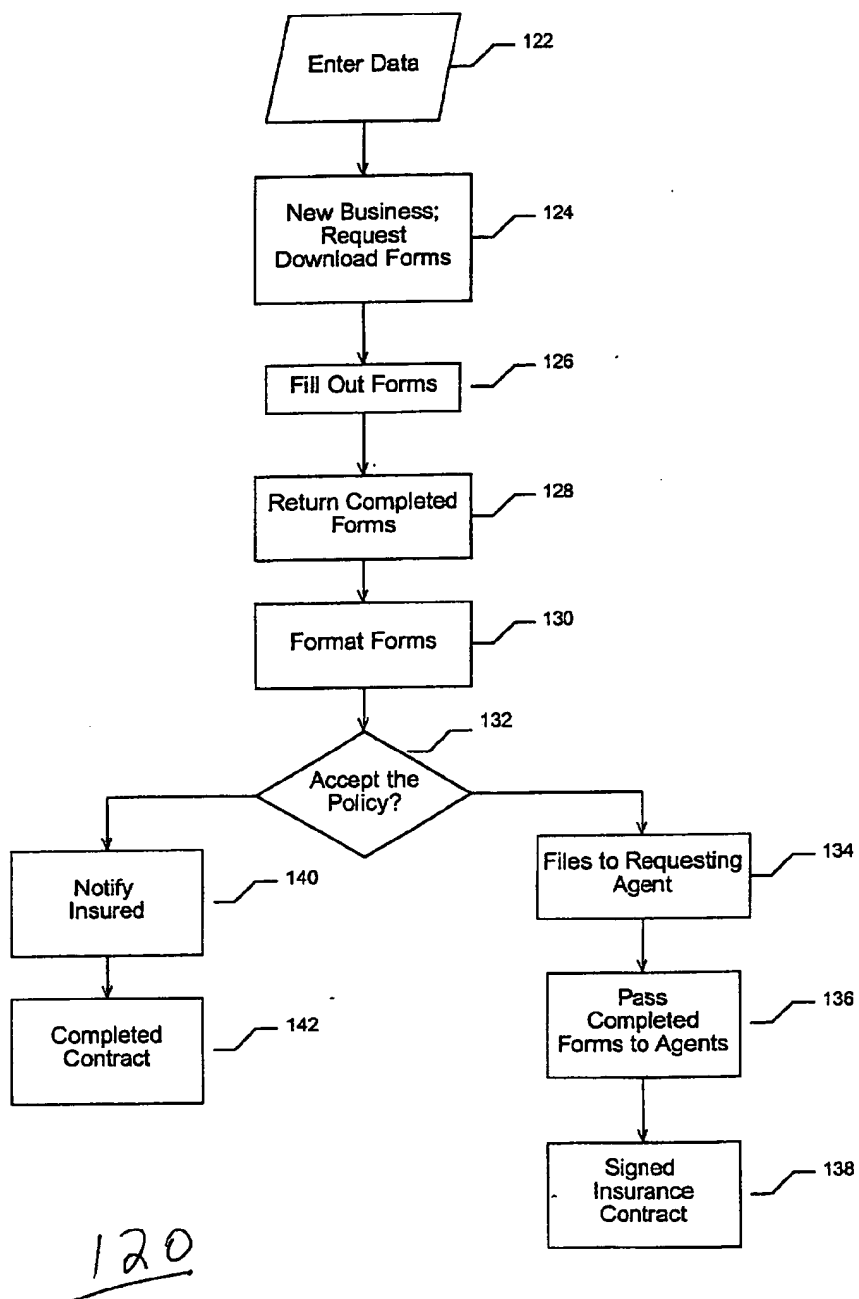 Enter Data
122
New Business;
Request
Download Forms
124
Fill Out Forms
126
Return Completed
Forms
128
Format Forms
130
132
Accept the
Policy?
Notify
Insured
140
Completed
Contract
142
Files to Requesting
Agent
134
Pass
Completed
Forms to Agents
136
Signed
Insurance
Contract
138
120